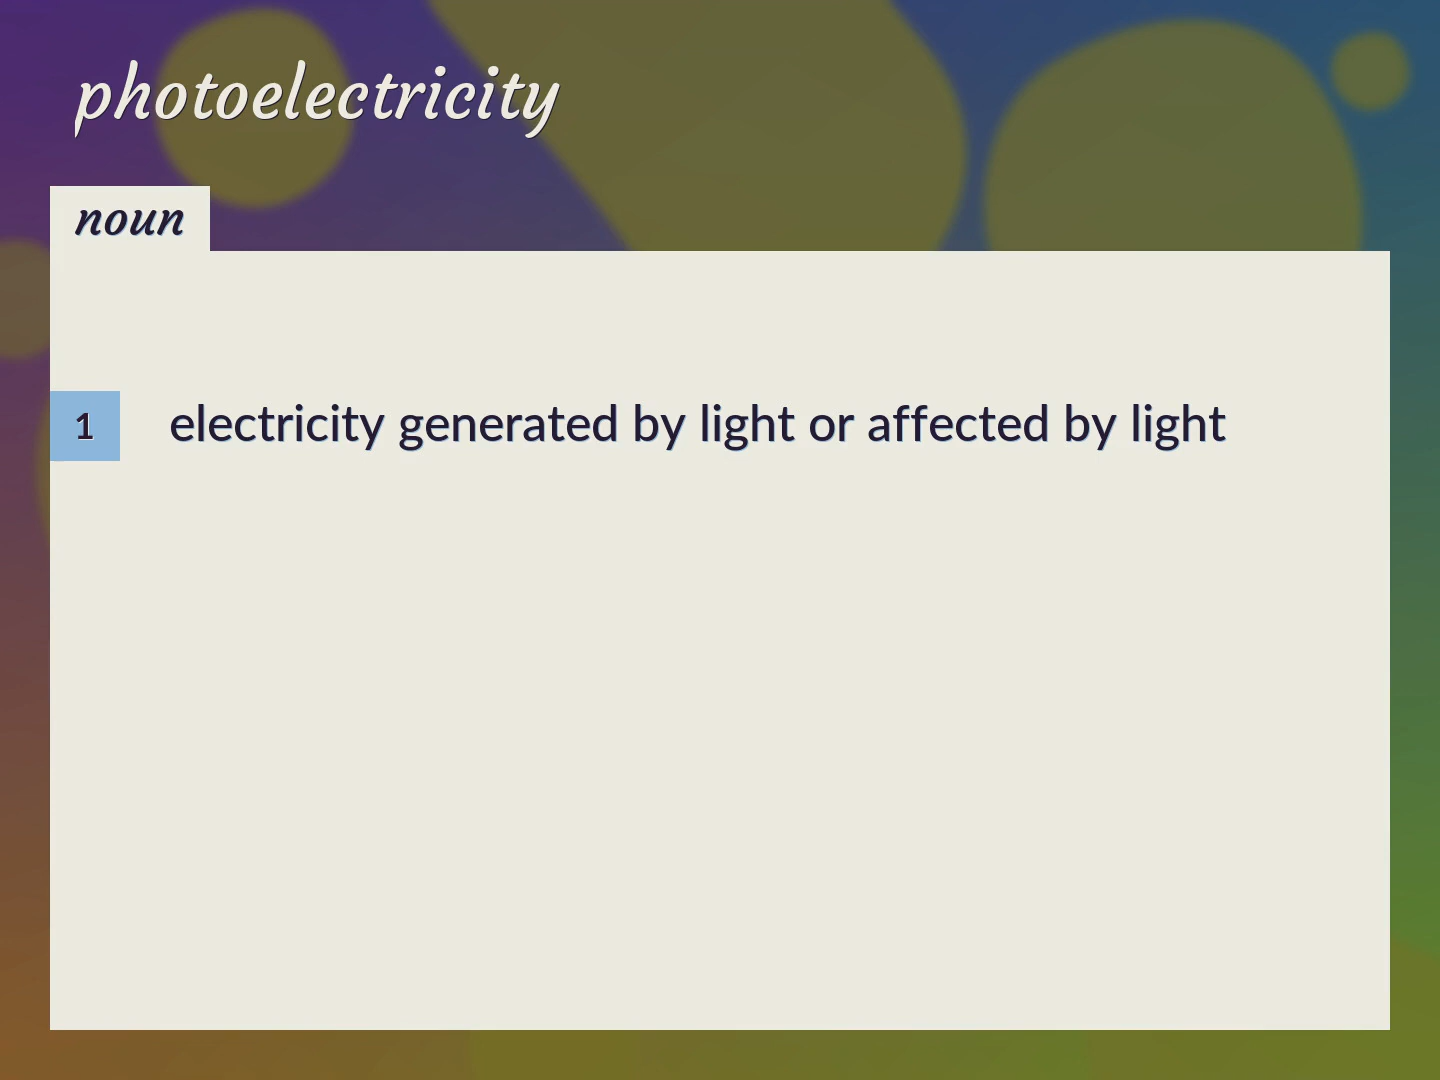 photoelectricity
noun
1 electricity generated by light or affected by light